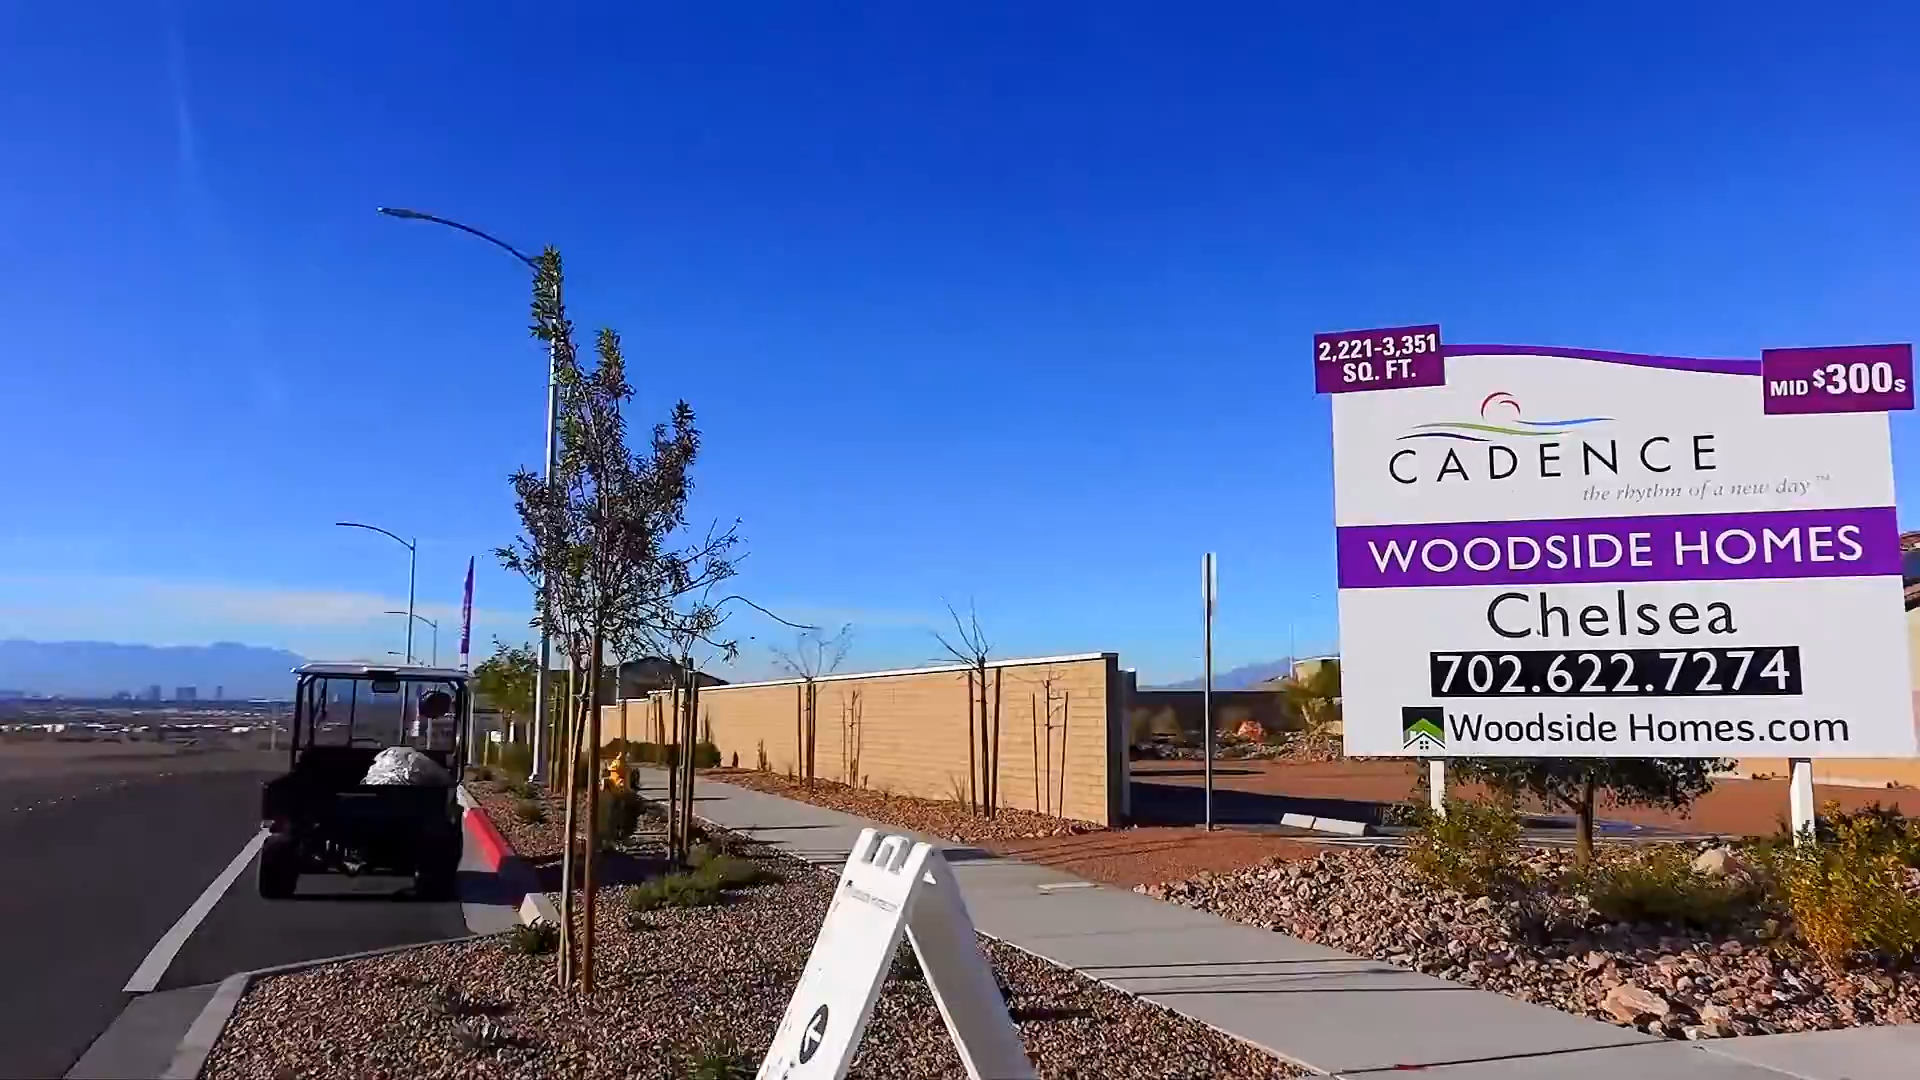 2,221-3,351
SQ. FT.
MID $300s
CADENCE
the rhythm of a new day™
WOODSIDE HOMES
Chelsea
702.622.7274
Woodside Homes.com